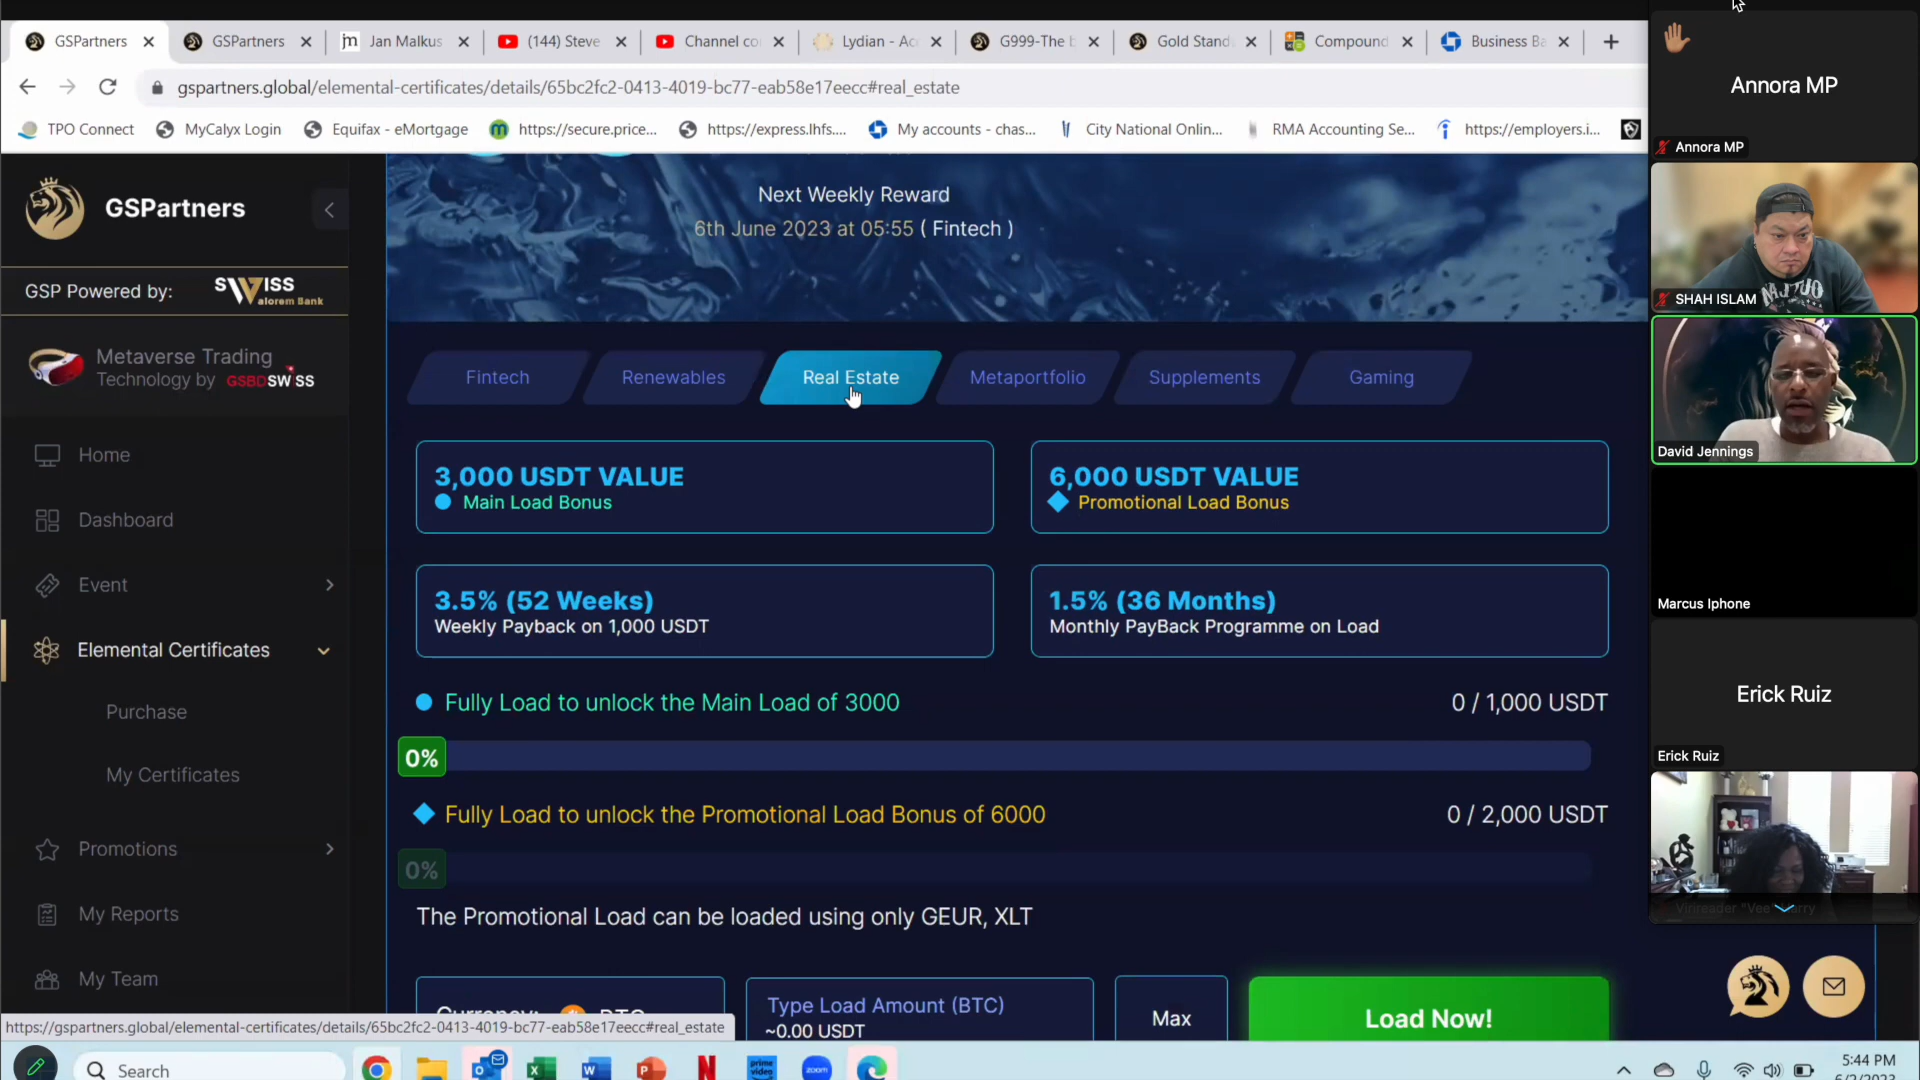 GSPartners
GSPartners
Jan Malkus
(144) Steve
Channel co
Lydian - Ac
G999-The b
Gold Stand
Compound
Business Ba
gspartners.global/elemental-certificates/details/65bc2fc2-0413-4019-bc77-eab58e17eecc#real_estate
TPO Connect
MyCalyx Login
Equifax - eMortgage
https://secure.price...
https://express.lhfs....
My accounts - chas...
City National Onlin...
RMA Accounting Se...
https://employers.i...
GSPartners
GSP Powered by:
SWISS
Valorem Bank
Metaverse Trading
Technology by GSBDSWISS
Home
Dashboard
Event
Elemental Certificates
Purchase
My Certificates
Promotions
My Reports
My Team
Next Weekly Reward
6th June 2023 at 05:55 ( Fintech )
Fintech
Renewables
Real Estate
Metaportfolio
Supplements
Gaming
3,000 USDT VALUE
Main Load Bonus
6,000 USDT VALUE
Promotional Load Bonus
3.5% (52 Weeks)
Weekly Payback on 1,000 USDT
1.5% (36 Months)
Monthly PayBack Programme on Load
Fully Load to unlock the Main Load of 3000
0 / 1,000 USDT
0%
Fully Load to unlock the Promotional Load Bonus of 6000
0 / 2,000 USDT
0%
The Promotional Load can be loaded using only GEUR, XLT
Currency:
BTC
Type Load Amount (BTC)
~0.00 USDT
Max
Load Now!
https://gspartners.global/elemental-certificates/details/65bc2fc2-0413-4019-bc77-eab58e17eecc#real_estate
Search
prime video
zoom
5:44 PM
6/2/2023
Annora MP
Annora MP
SHAH ISLAM
David Jennings
Marcus Iphone
Erick Ruiz
Erick Ruiz